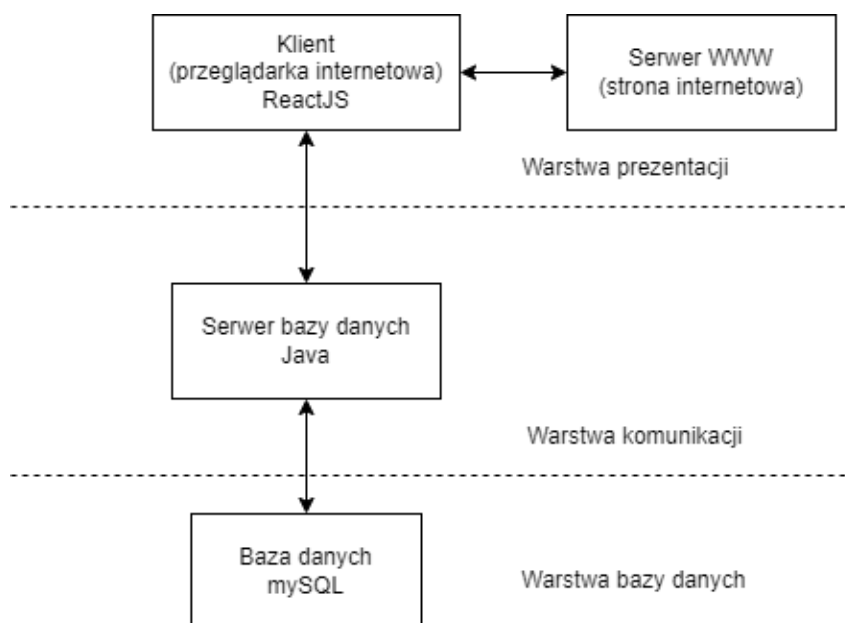 Klient
(przeglądarka internetowa)
ReactJS
Serwer WWW
(strona internetowa)
Warstwa prezentacji
Serwer bazy danych
Java
Warstwa komunikacji
Baza danych
mySQL
Warstwa bazy danych